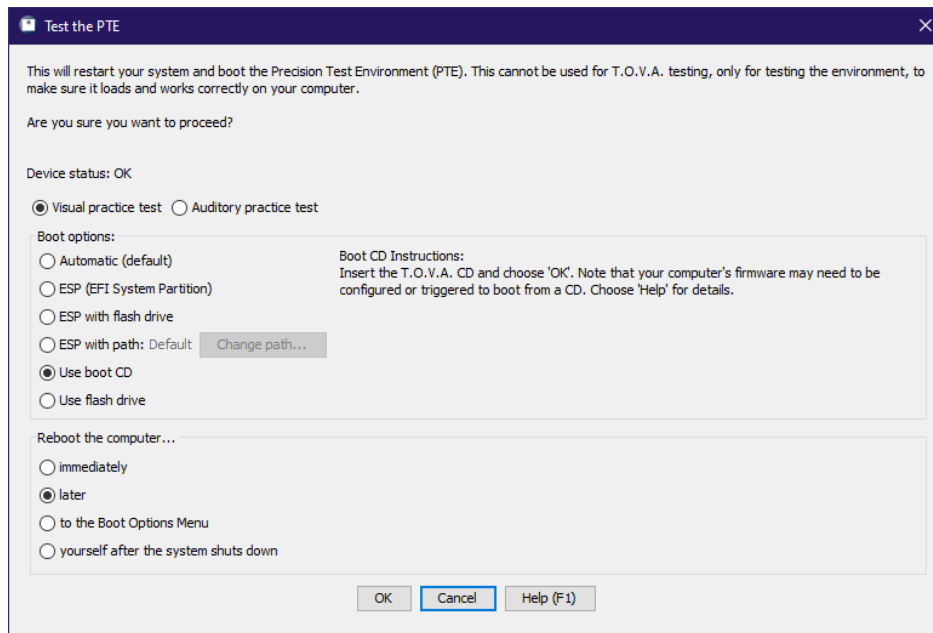 Test the PTE
This will restart your system and boot the Precision Test Environment (PTE). This cannot be used for T.O.V.A. testing, only for testing the environment, to
make sure it loads and works correctly on your computer.
Are you sure you want to proceed?
Device status: OK
Visual practice test Auditory practice test
Boot options:
Automatic (default)
ESP (EFI System Partition)
ESP with flash drive
ESP with path: Default Change path...
Use boot CD
Use flash drive
Boot CD Instructions:
Insert the T.O.V.A. CD and choose 'OK'. Note that your computer's firmware may need to be
configured or triggered to boot from a CD. Choose 'Help' for details.
Reboot the computer...
immediately
later
to the Boot Options Menu
yourself after the system shuts down
OK Cancel Help (F1)